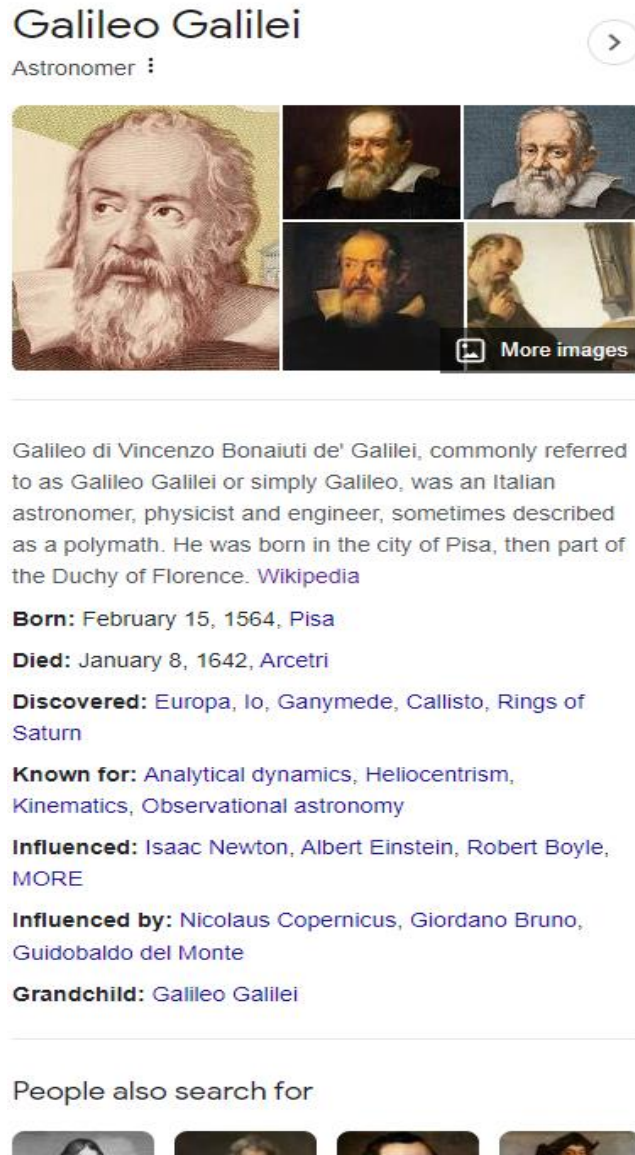 Galileo Galilei
Astronomer
More images
Galileo di Vincenzo Bonaiuti de' Galilei, commonly referred
to as Galileo Galilei or simply Galileo, was an Italian
astronomer, physicist and engineer, sometimes described
as a polymath. He was born in the city of Pisa, then part of
the Duchy of Florence. Wikipedia
Born: February 15, 1564, Pisa
Died: January 8, 1642, Arcetri
Discovered: Europa, Io, Ganymede, Callisto, Rings of
Saturn
Known for: Analytical dynamics, Heliocentrism,
Kinematics, Observational astronomy
Influenced: Isaac Newton, Albert Einstein, Robert Boyle,
MORE
Influenced by: Nicolaus Copernicus, Giordano Bruno,
Guidobaldo del Monte
Grandchild: Galileo Galilei
People also search for